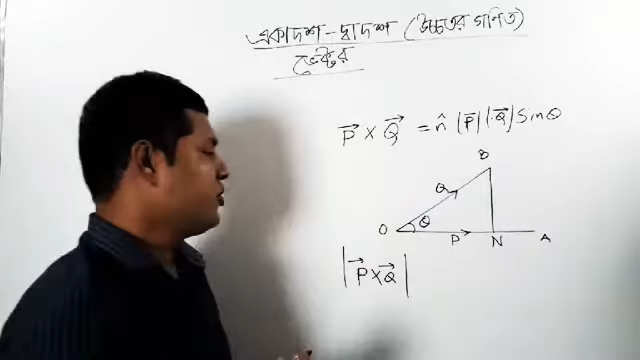 একাদশ-দ্বাদশ (উচ্চতর গণিত)
ভেক্টর
P⃗ × Q⃗ = n̂ |P⃗| |Q⃗| Sinθ
B
Q
O θ
P N A
|P⃗ × Q⃗|